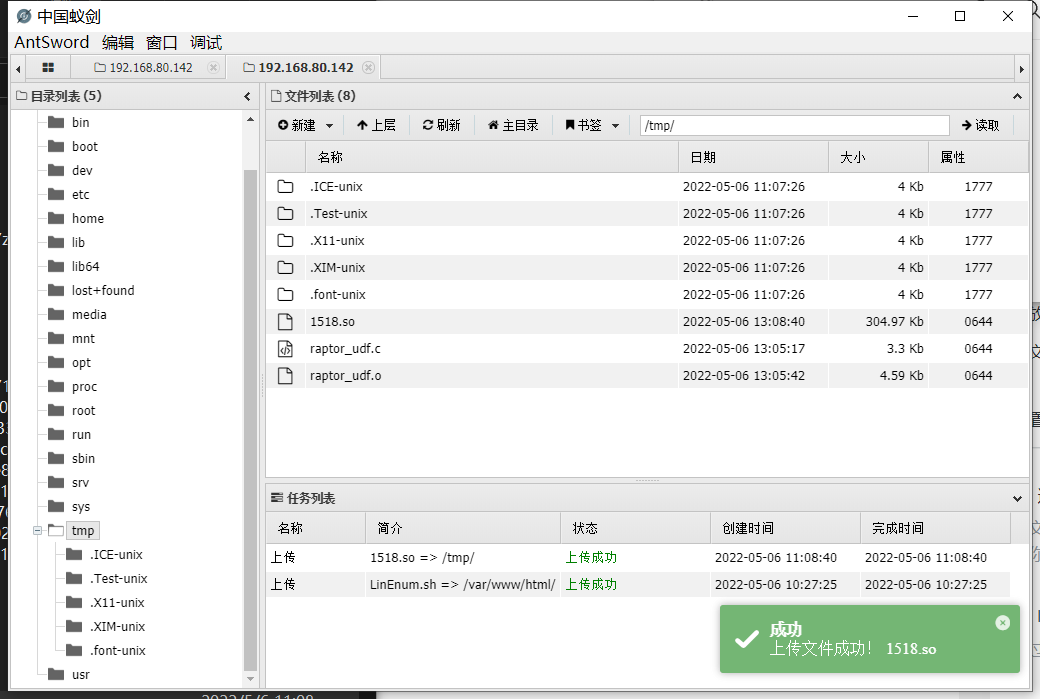 中国蚁剑
AntSword 编辑 窗口 调试
192.168.80.142 192.168.80.142
目录列表 (5)
bin
boot
dev
etc
home
lib
lib64
lost+found
media
mnt
opt
proc
root
run
sbin
srv
sys
tmp
.ICE-unix
.Test-unix
.X11-unix
.XIM-unix
.font-unix
usr
文件列表 (8)
新建 上层 刷新 主目录 书签 /tmp/ 读取
名称 日期 大小 属性
.ICE-unix 2022-05-06 11:07:26 4 Kb 1777
.Test-unix 2022-05-06 11:07:26 4 Kb 1777
.X11-unix 2022-05-06 11:07:26 4 Kb 1777
.XIM-unix 2022-05-06 11:07:26 4 Kb 1777
.font-unix 2022-05-06 11:07:26 4 Kb 1777
1518.so 2022-05-06 13:08:40 304.97 Kb 0644
raptor_udf.c 2022-05-06 13:05:17 3.3 Kb 0644
raptor_udf.o 2022-05-06 13:05:42 4.59 Kb 0644
任务列表
名称 简介 状态 创建时间 完成时间
上传 1518.so => /tmp/ 上传成功 2022-05-06 11:08:40 2022-05-06 11:08:40
上传 LinEnum.sh => /var/www/html/ 上传成功 2022-05-06 10:27:25 2022-05-06 10:27:25
成功
上传文件成功! 1518.so